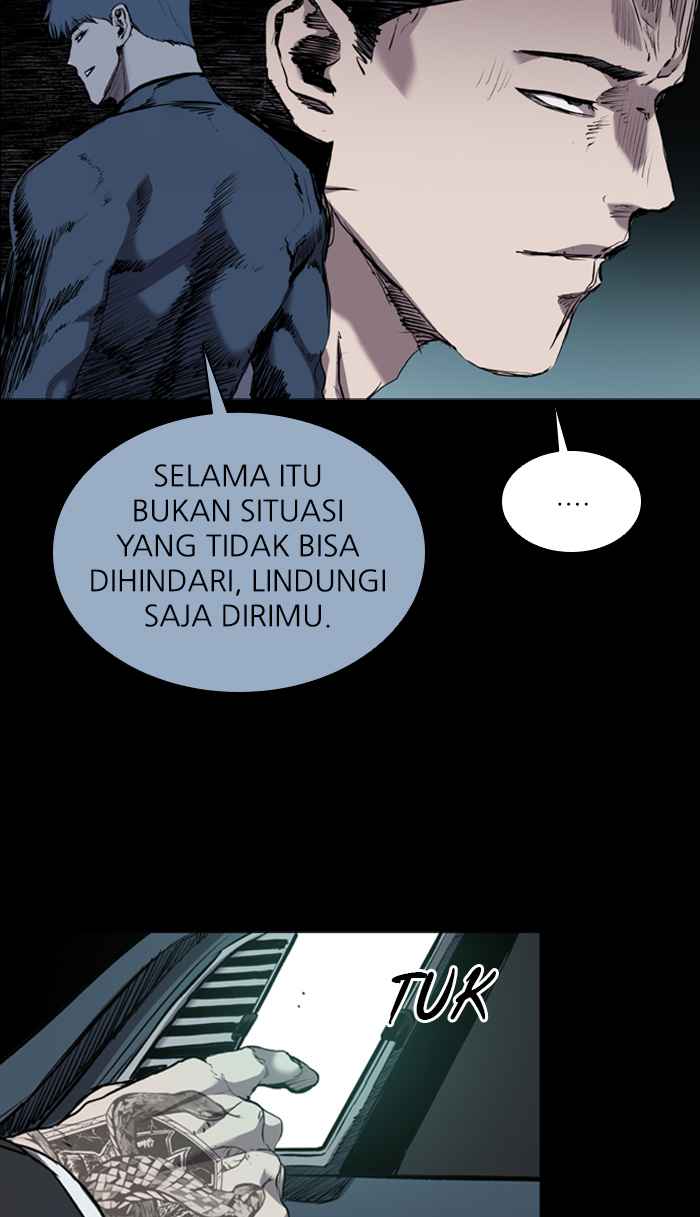 SELAMA ITU
BUKAN SITUASI
YANG TIDAK BISA
DIHINDARI, LINDUNGI
SAJA DIRIMU.
....
TUK